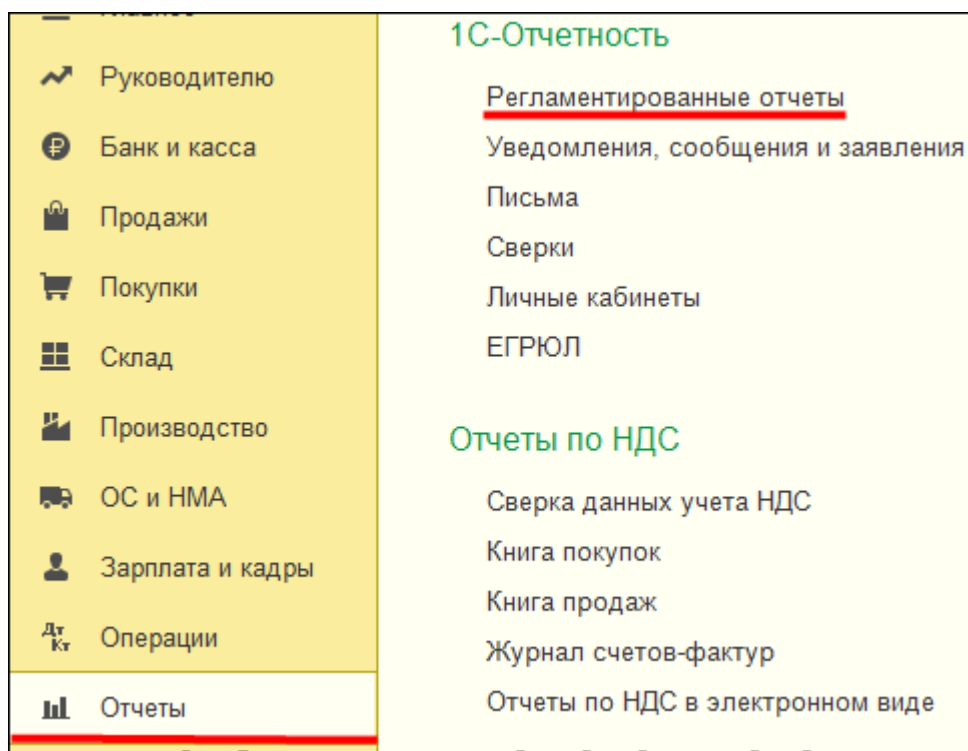 Руководителю
Банк и касса
Продажи
Покупки
Склад
Производство
ОС и НМА
Зарплата и кадры
Дт
Кт
Операции
Отчеты
1С-Отчетность
Регламентированные отчеты
Уведомления, сообщения и заявления
Письма
Сверки
Личные кабинеты
ЕГРЮЛ
Отчеты по НДС
Сверка данных учета НДС
Книга покупок
Книга продаж
Журнал счетов-фактур
Отчеты по НДС в электронном виде